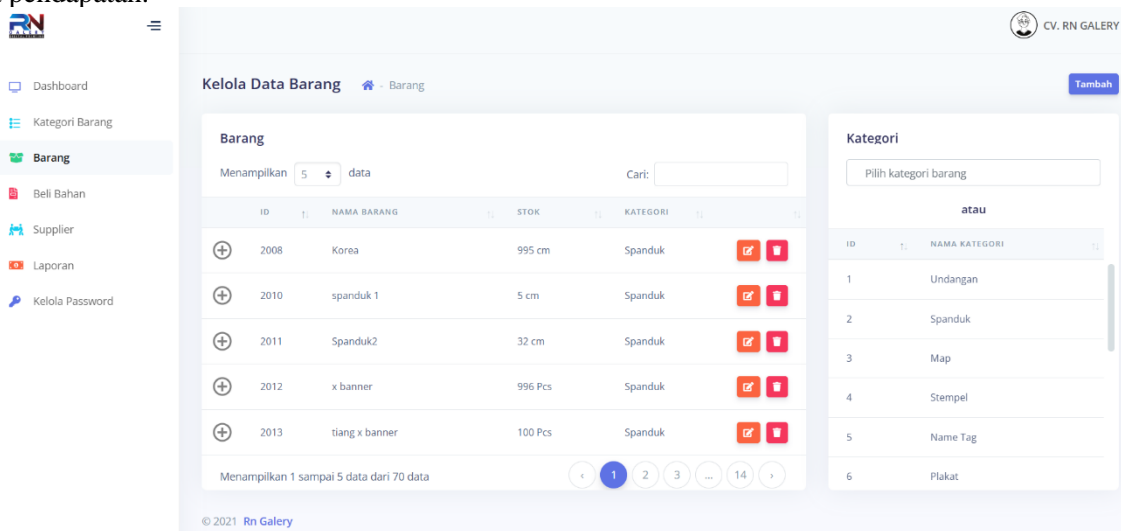 pendapatan.
RN
CV. RN GALERY
Dashboard
Kategori Barang
Barang
Beli Bahan
Supplier
Laporan
Kelola Password
Kelola Data Barang - Barang
Tambah
Barang
Menampilkan 5 data Cari:
ID NAMA BARANG STOK KATEGORI
2008 Korea 995 cm Spanduk
2010 spanduk 1 5 cm Spanduk
2011 Spanduk2 32 cm Spanduk
2012 x banner 996 Pcs Spanduk
2013 tiang x banner 100 Pcs Spanduk
Menampilkan 1 sampai 5 data dari 70 data ‹ 1 2 3 ... 14 ›
Kategori
Pilih kategori barang
atau
ID NAMA KATEGORI
1 Undangan
2 Spanduk
3 Map
4 Stempel
5 Name Tag
6 Plakat
© 2021 Rn Galery